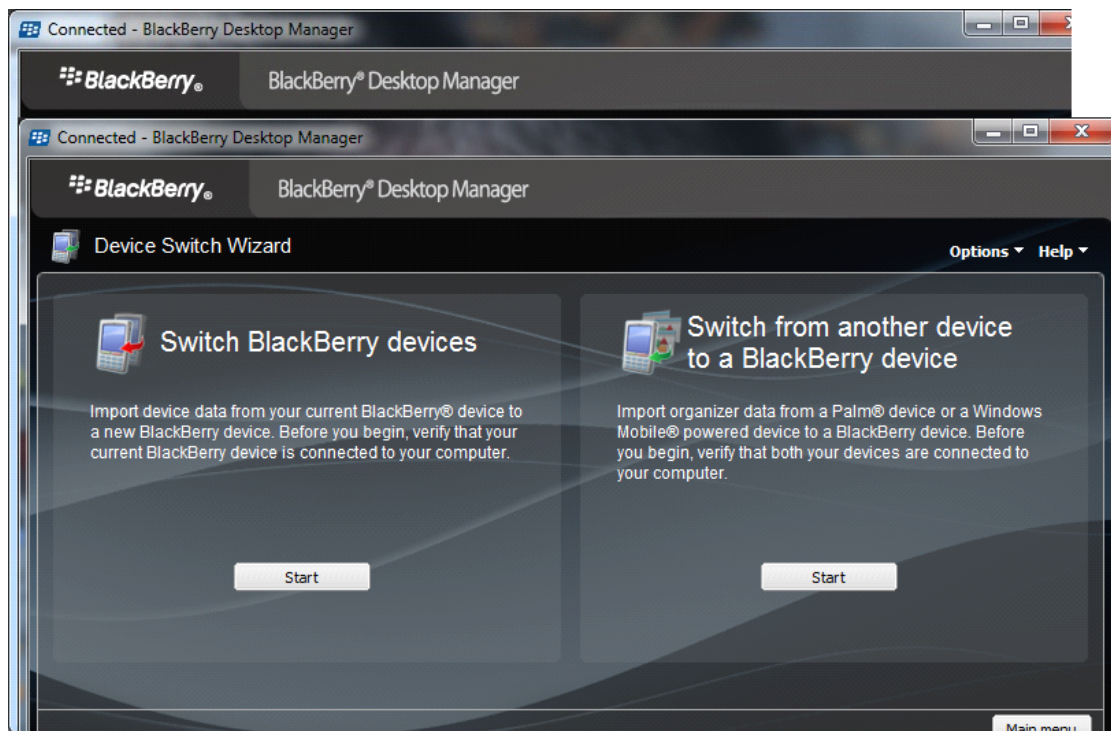 Connected - BlackBerry Desktop Manager
BlackBerry® BlackBerry® Desktop Manager
Connected - BlackBerry Desktop Manager
BlackBerry® BlackBerry® Desktop Manager
Device Switch Wizard
Options Help
Switch BlackBerry devices
Import device data from your current BlackBerry® device to
a new BlackBerry device. Before you begin, verify that your
current BlackBerry device is connected to your computer.
Start
Switch from another device
to a BlackBerry device
Import organizer data from a Palm® device or a Windows
Mobile® powered device to a BlackBerry device. Before
you begin, verify that both your devices are connected to
your computer.
Start
Main menu